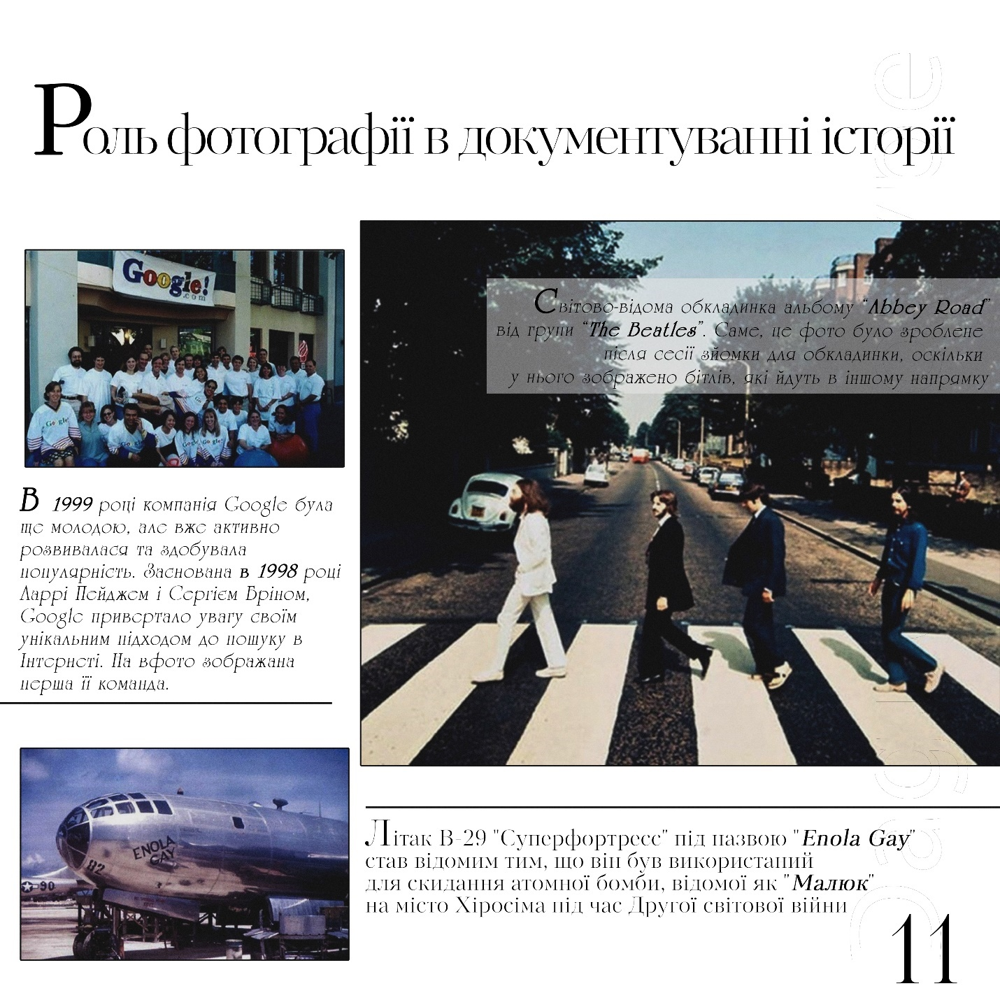 Роль фотографії в документуванні історії
Google!
.com
Світово-відома обкладинка альбому “Abbey Road”
від групи “The Beatles”. Саме, це фото було зроблене
після сесії зйомки для обкладинки, оскільки
у нього зображено бітлів, які йдуть в іншому напрямку
Google!
Google!
Google!
Google!
В 1999 році компанія Google була
ще молодою, але вже активно
розвивалася та здобувала
популярність. Заснована в 1998 році
Ларрі Пейджем і Сергієм Бріном,
Google привертало увагу своїм
унікальним підходом до пошуку в
Інтернеті. На вфото зображана
перша її команда.
ENOLA
GAY
82
90
Літак B-29 "Суперфортресс" під назвою "Enola Gay"
став відомим тим, що він був використаний
для скидання атомної бомби, відомої як "Малюк"
на місто Хіросіма під час Другої світової війни
11